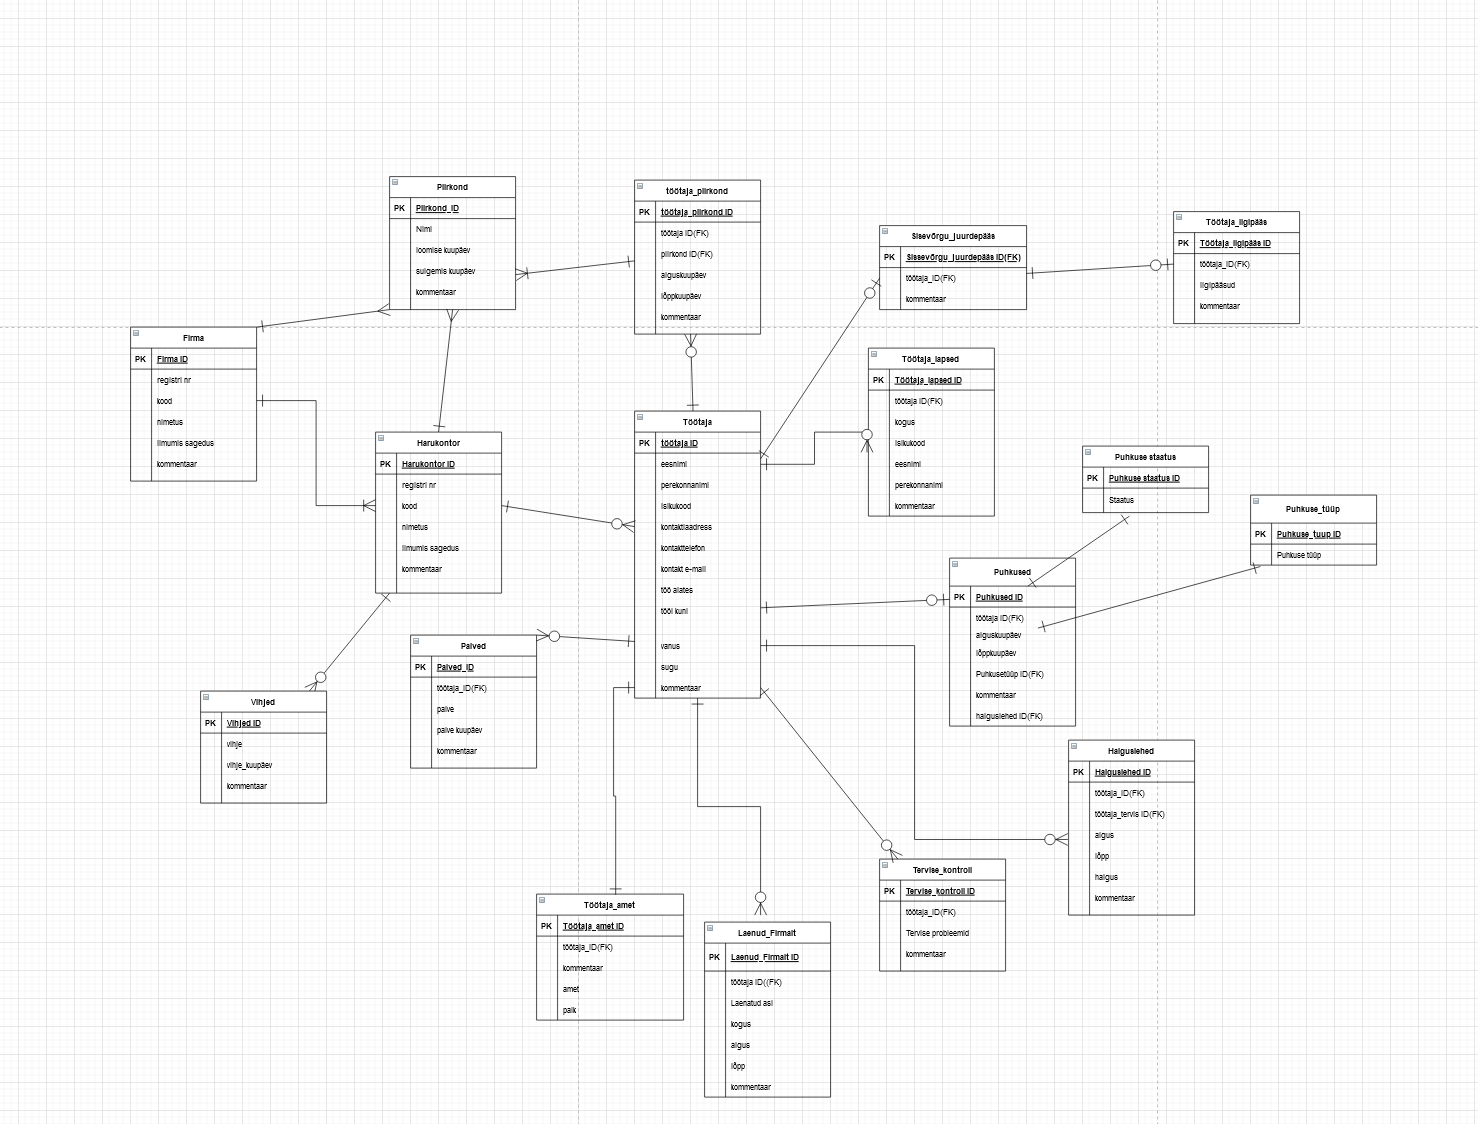 Piirkond
PK Piirkond_ID
Nimi
loomise kuupäev
sulgemis kuupäev
kommentaar
töötaja_piirkond
PK töötaja_piirkond ID
töötaja ID(FK)
piirkond ID(FK)
alguskuupäev
lõppkuupäev
kommentaar
Sisevõrgu_juurdepääs
PK Sissevõrgu_juurdepääs ID(FK)
töötaja_ID(FK)
kommentaar
Töötaja_ligipääs
PK Töötaja_ligipääs ID
töötaja_ID(FK)
ligipääsud
kommentaar
Firma
PK Firma ID
registri nr
kood
nimetus
ilmumis sagedus
kommentaar
Töötaja_lapsed
PK Töötaja_lapsed ID
töötaja ID(FK)
kogus
isikukood
eesnimi
perekonnanimi
kommentaar
Harukontor
PK Harukontor ID
registri nr
kood
nimetus
ilmumis sagedus
kommentaar
Töötaja
PK töötaja ID
eesnimi
perekonnanimi
isikukood
kontaktiaadress
kontakttelefon
kontakt e-mail
töö alates
tööl kuni
vanus
sugu
kommentaar
Puhkuse staatus
PK Puhkuse staatus ID
Staatus
Puhkuse_tüüp
PK Puhkuse_tuup ID
Puhkuse tüüp
Puhkused
PK Puhkused ID
töötaja ID(FK)
alguskuupäev
lõppkuupäev
Puhkusetüüp ID(FK)
kommentaar
haiguslehed ID(FK)
Palved
PK Palved_ID
töötaja_ID(FK)
palve
palve kuupäev
kommentaar
Vihjed
PK Vihjed ID
vihje
vihje_kuupäev
kommentaar
Haiguslehed
PK Haiguslehed ID
töötaja_ID(FK)
töötaja_tervis ID(FK)
algus
lõpp
haigus
kommentaar
Tervise_kontroll
PK Tervise_kontroll ID
töötaja_ID(FK)
Tervise probleemid
kommentaar
Töötaja_amet
PK Töötaja_amet ID
töötaja_ID(FK)
kommentaar
amet
palk
Laenud_Firmalt
PK Laenud_Firmalt ID
töötaja ID((FK)
Laenatud asi
kogus
algus
lõpp
kommentaar